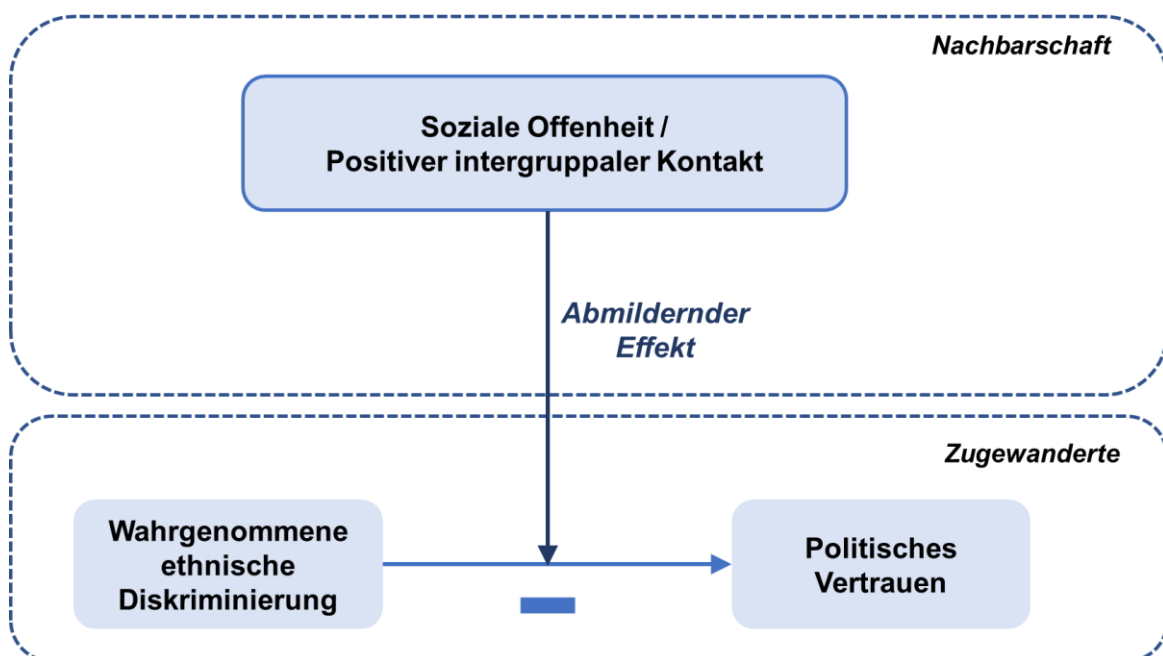 Nachbarschaft
Soziale Offenheit /
Positiver intergruppaler Kontakt
Abmildernder
Effekt
Zugewanderte
Wahrgenommene
ethnische
Diskriminierung
Politisches
Vertrauen